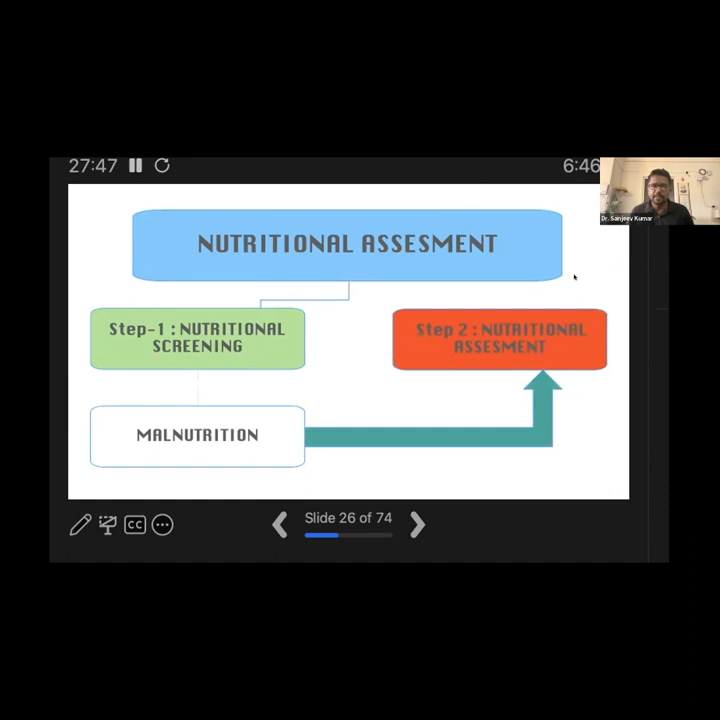 27:47
6:46
Dr. Sanjeev Kumar
NUTRITIONAL ASSESMENT
Step-1 : NUTRITIONAL
SCREENING
Step 2 : NUTRITIONAL
ASSESMENT
MALNUTRITION
CC
Slide 26 of 74